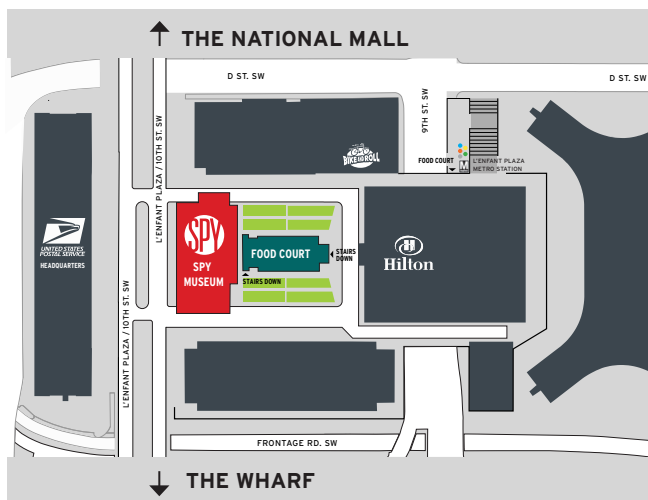 THE NATIONAL MALL
D ST. SW
D ST. SW
9TH ST. SW
L'ENFANT PLAZA / 10TH ST. SW
BIKE AND ROLL
FOOD COURT
L'ENFANT PLAZA
METRO STATION
UNITED STATES
POSTAL SERVICE
HEADQUARTERS
SPY
SPY
MUSEUM
FOOD COURT
STAIRS
DOWN
STAIRS DOWN
H
Hilton
L'ENFANT PLAZA / 10TH ST. SW
FRONTAGE RD. SW
THE WHARF